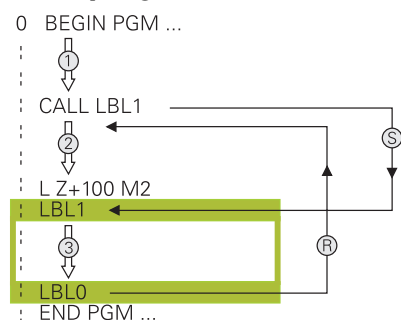 0 BEGIN PGM ...
1
CALL LBL1
S
2
L Z+100 M2
LBL1
3
R
LBL0
END PGM ...